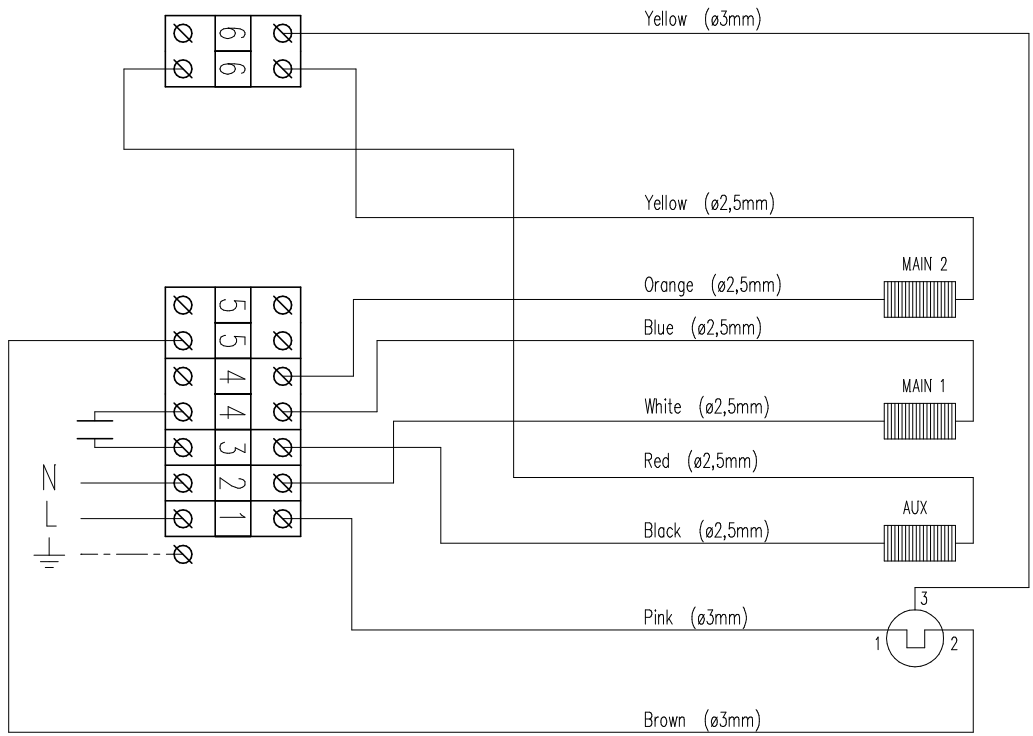 Yellow (ø3mm)
6
6
Yellow (ø2,5mm)
MAIN 2
Orange (ø2,5mm)
5
Blue (ø2,5mm)
5
4
MAIN 1
4
White (ø2,5mm)
3
Red (ø2,5mm)
N
2
L
1
AUX
Black (ø2,5mm)
3
Pink (ø3mm)
1
2
Brown (ø3mm)